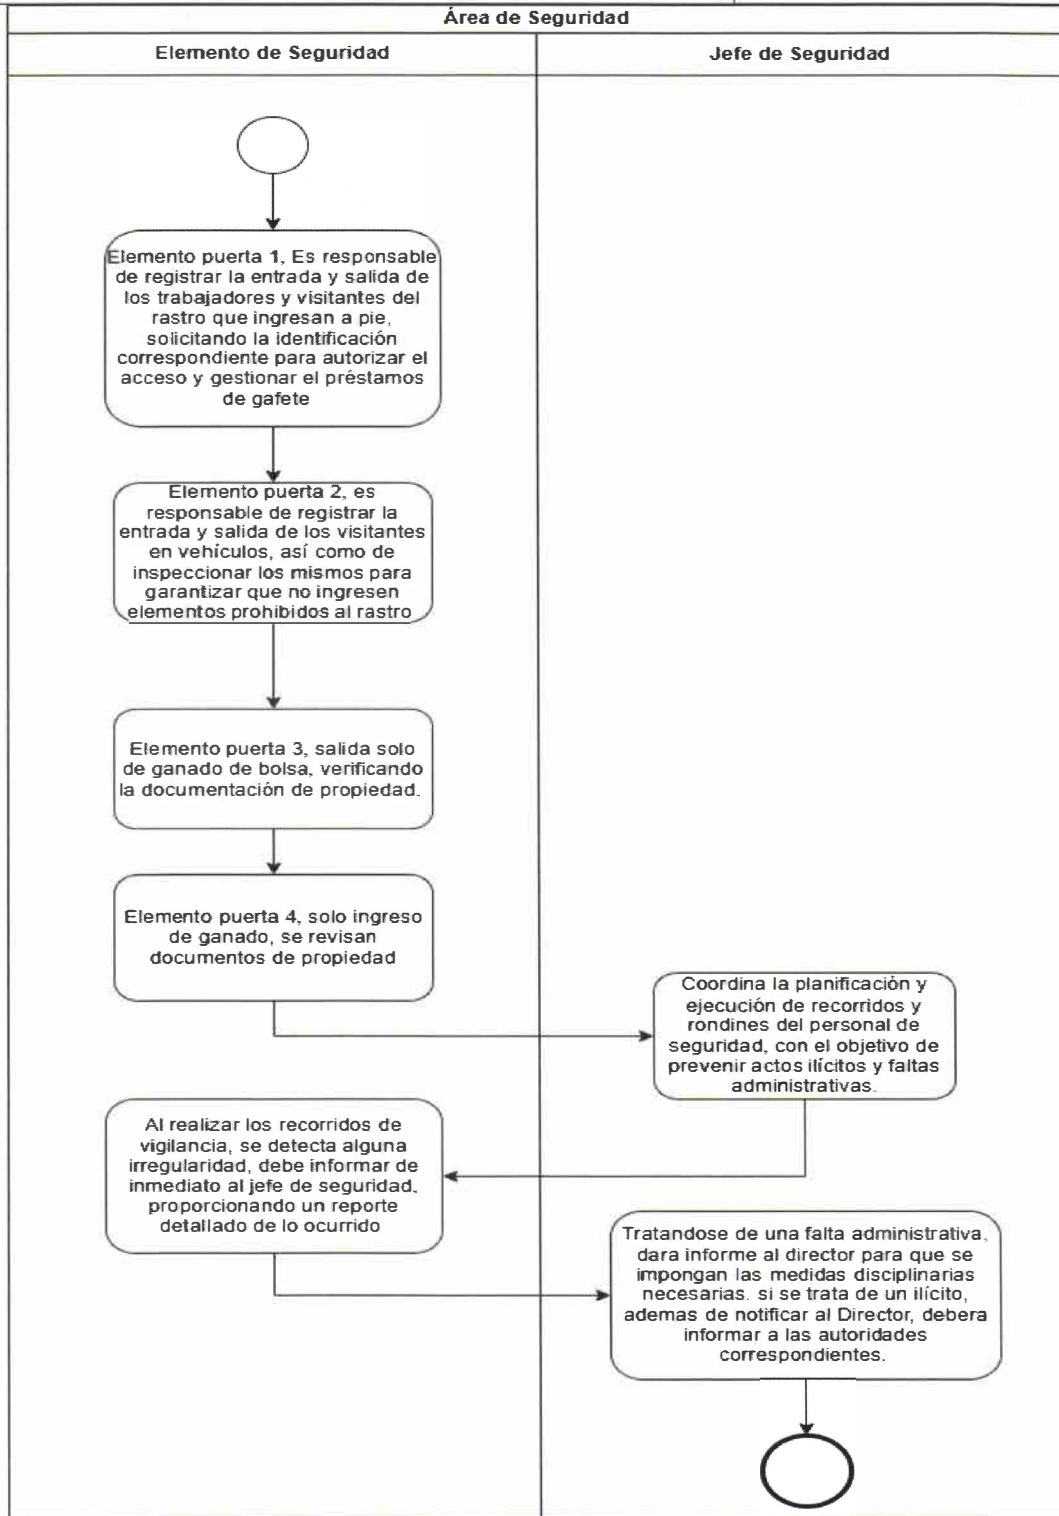 Área de Seguridad
Elemento de Seguridad
Jefe de Seguridad
Elemento puerta 1, Es responsable
de registrar la entrada y salida de
los trabajadores y visitantes del
rastro que ingresan a pie,
solicitando la identificación
correspondiente para autorizar el
acceso y gestionar el préstamos
de gafete
Elemento puerta 2, es
responsable de registrar la
entrada y salida de los visitantes
en vehículos, así como de
inspeccionar los mismos para
garantizar que no ingresen
elementos prohibidos al rastro
Elemento puerta 3, salida solo
de ganado de bolsa, verificando
la documentación de propiedad.
Elemento puerta 4, solo ingreso
de ganado, se revisan
documentos de propiedad
Coordina la planificación y
ejecución de recorridos y
rondines del personal de
seguridad, con el objetivo de
prevenir actos ilícitos y faltas
administrativas.
Al realizar los recorridos de
vigilancia, se detecta alguna
irregularidad, debe informar de
inmediato al jefe de seguridad,
proporcionando un reporte
detallado de lo ocurrido
Tratandose de una falta administrativa,
dara informe al director para que se
impongan las medidas disciplinarias
necesarias. si se trata de un ilícito,
ademas de notificar al Director, debera
informar a las autoridades
correspondientes.